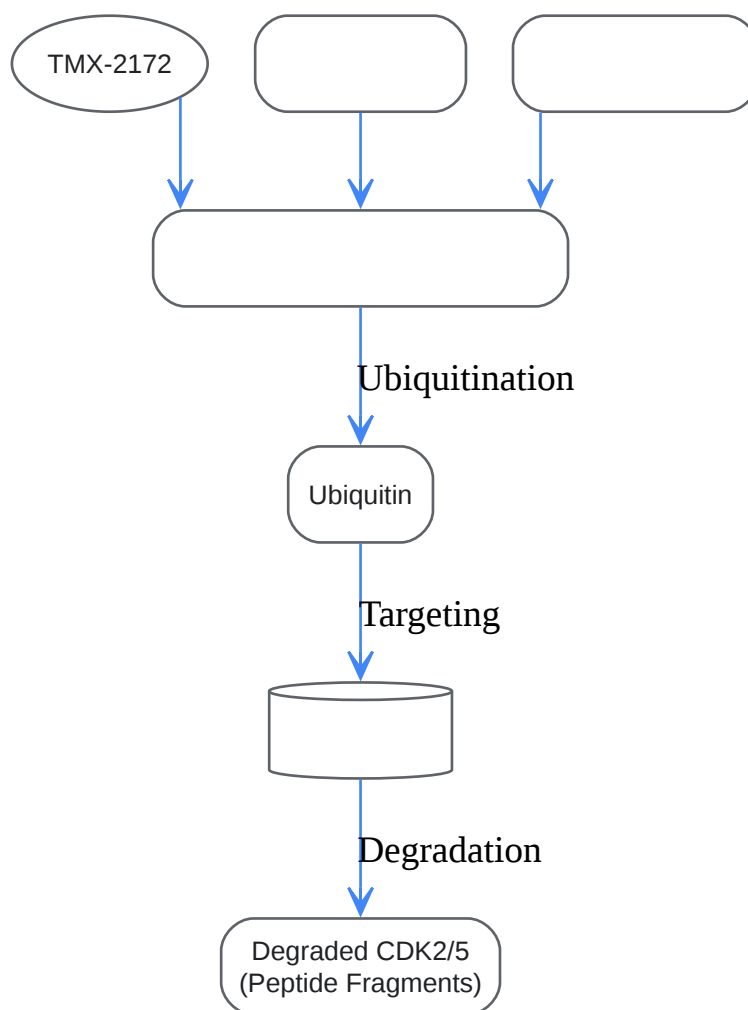 TMX-2172
Ubiquitination
Ubiquitin
Targeting
Degradation
Degraded CDK2/5
(Peptide Fragments)